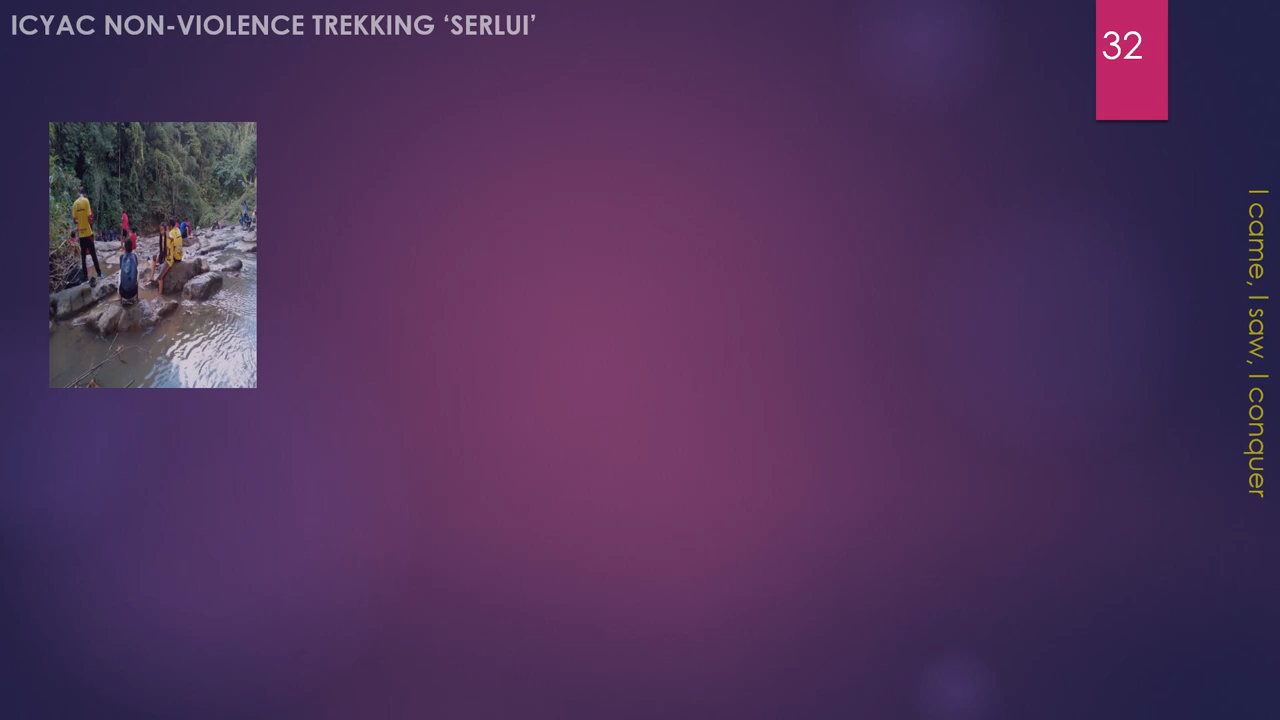 ICYAC NON-VIOLENCE TREKKING ‘SERLUI’
32
I came, I saw, I conquer